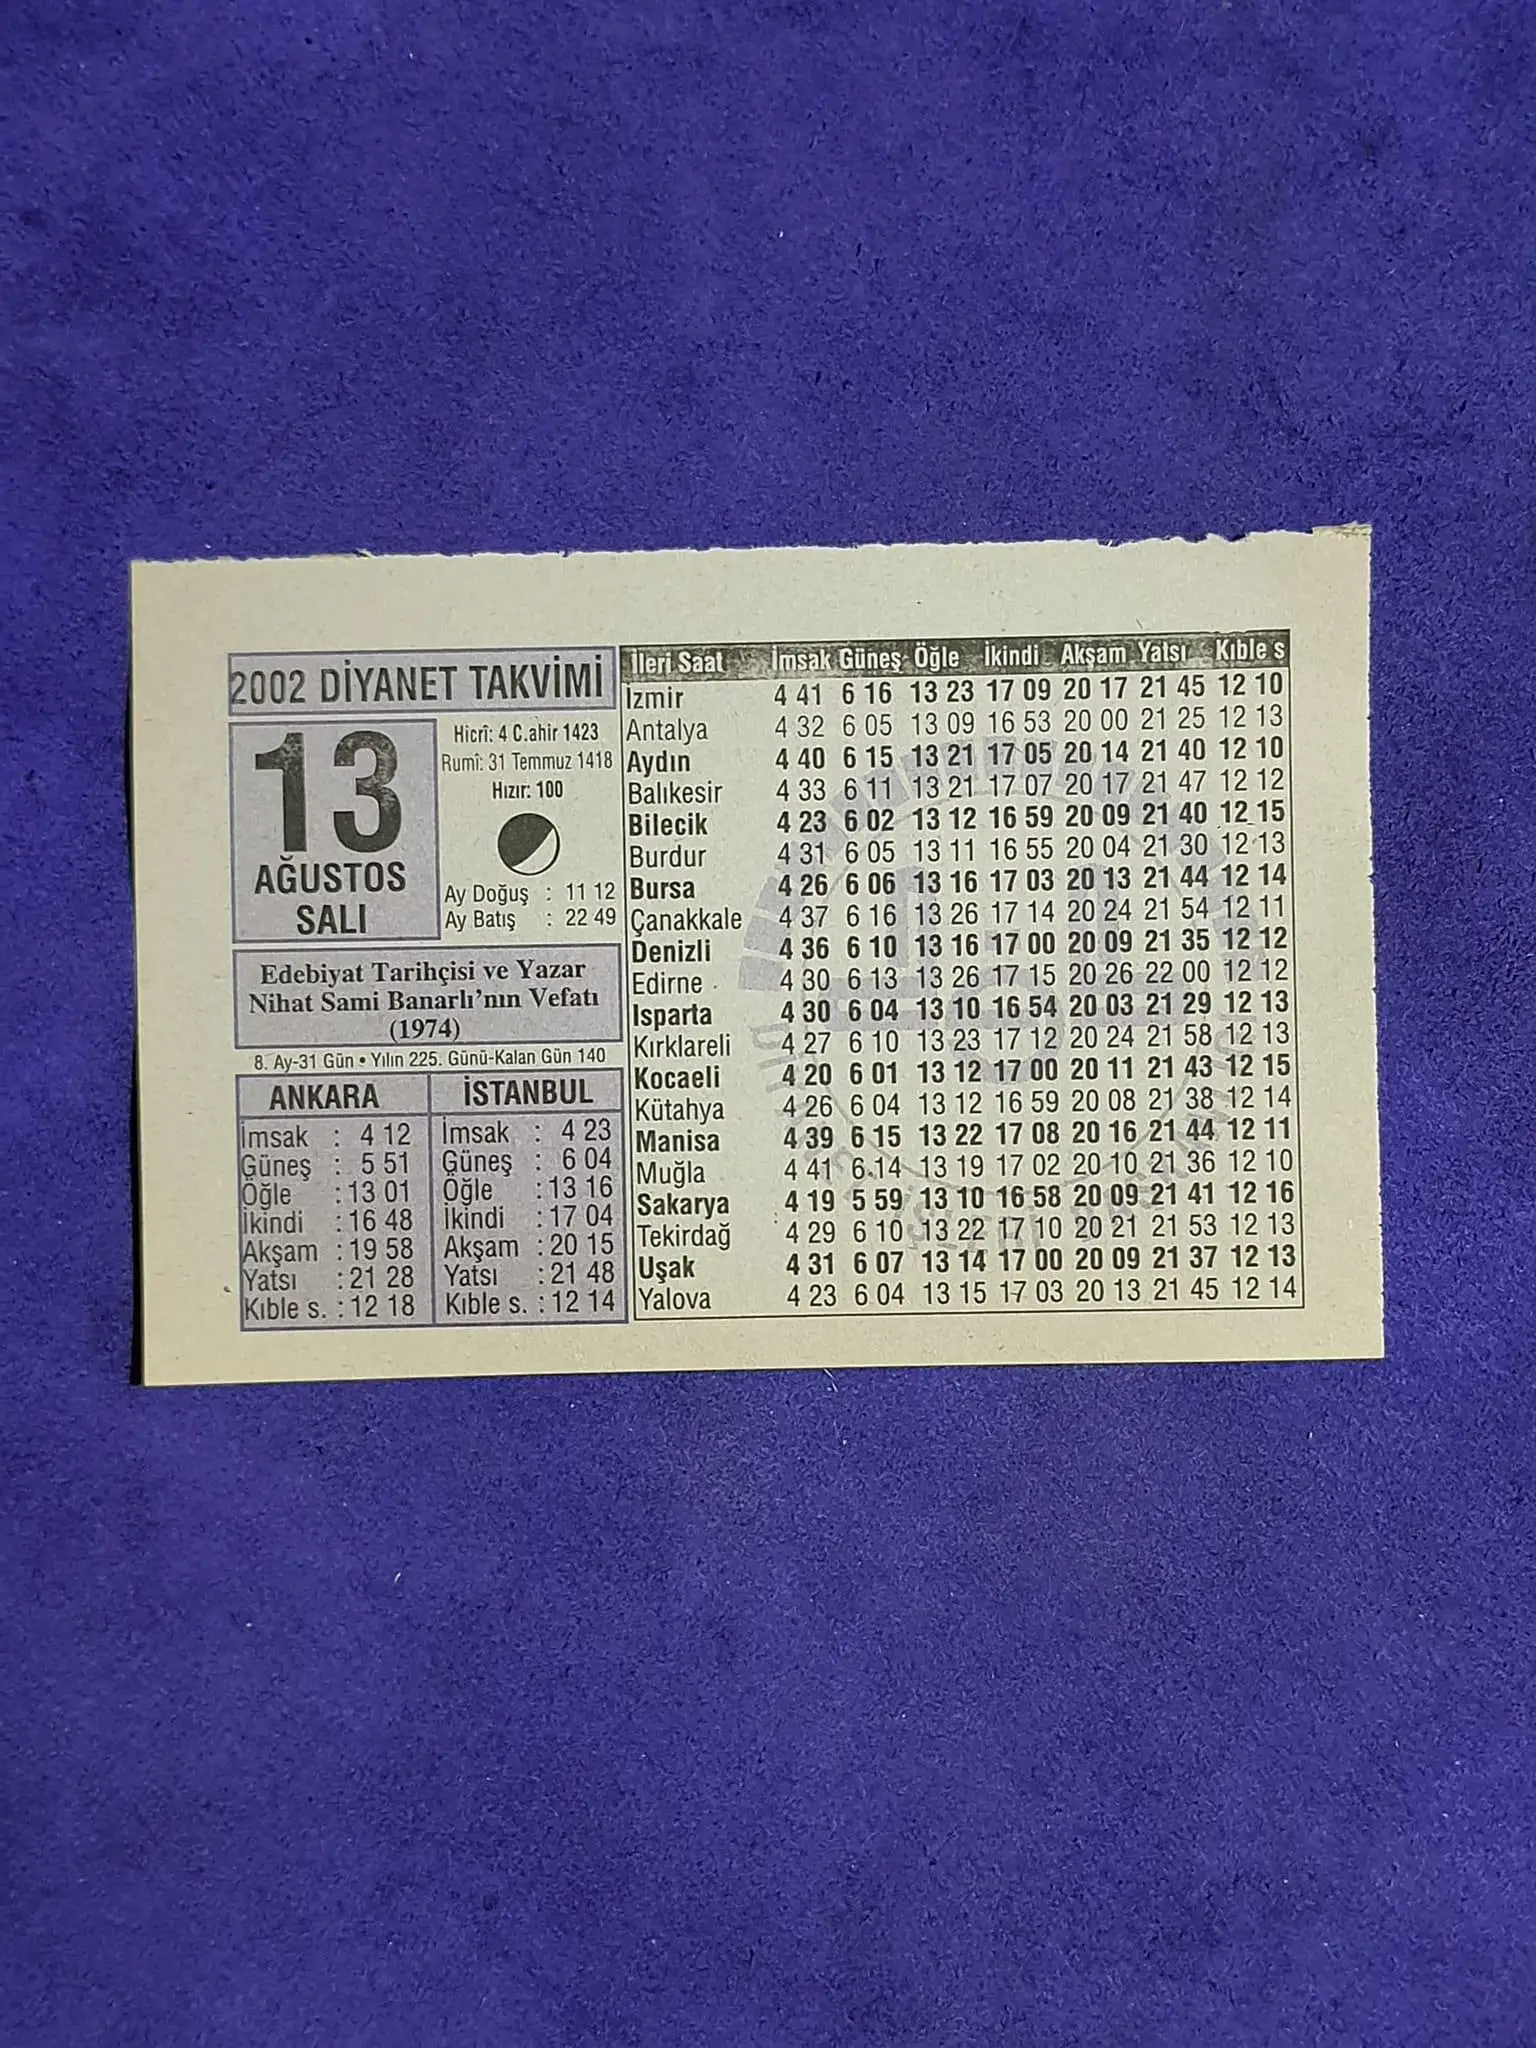 2002 DİYANET TAKVİMİ
13
AĞUSTOS
SALI
Hicrî: 4 C.ahir 1423
Rumî: 31 Temmuz 1418
Hızır: 100
Ay Doğuş : 11 12
Ay Batış : 22 49
Edebiyat Tarihçisi ve Yazar
Nihat Sami Banarlı'nın Vefatı
(1974)
8. Ay-31 Gün • Yılın 225. Günü-Kalan Gün 140
ANKARA
İmsak : 4 12
Güneş : 5 51
Öğle : 13 01
İkindi : 16 48
Akşam : 19 58
Yatsı : 21 28
Kıble s. : 12 18
İSTANBUL
İmsak : 4 23
Güneş : 6 04
Öğle : 13 16
İkindi : 17 04
Akşam : 20 15
Yatsı : 21 48
Kıble s. : 12 14
İleri Saat İmsak Güneş Öğle İkindi Akşam Yatsı Kıble s
İzmir 4 41 6 16 13 23 17 09 20 17 21 45 12 10
Antalya 4 32 6 05 13 09 16 53 20 00 21 25 12 13
Aydın 4 40 6 15 13 21 17 05 20 14 21 40 12 10
Balıkesir 4 33 6 11 13 21 17 07 20 17 21 47 12 12
Bilecik 4 23 6 02 13 12 16 59 20 09 21 40 12 15
Burdur 4 31 6 05 13 11 16 55 20 04 21 30 12 13
Bursa 4 26 6 06 13 16 17 03 20 13 21 44 12 14
Çanakkale 4 37 6 16 13 26 17 14 20 24 21 54 12 11
Denizli 4 36 6 10 13 16 17 00 20 09 21 35 12 12
Edirne 4 30 6 13 13 26 17 15 20 26 22 00 12 12
Isparta 4 30 6 04 13 10 16 54 20 03 21 29 12 13
Kırklareli 4 27 6 10 13 23 17 12 20 24 21 58 12 13
Kocaeli 4 20 6 01 13 12 17 00 20 11 21 43 12 15
Kütahya 4 26 6 04 13 12 16 59 20 08 21 38 12 14
Manisa 4 39 6 15 13 22 17 08 20 16 21 44 12 11
Muğla 4 41 6 14 13 19 17 02 20 10 21 36 12 10
Sakarya 4 19 5 59 13 10 16 58 20 09 21 41 12 16
Tekirdağ 4 29 6 10 13 22 17 10 20 21 21 53 12 13
Uşak 4 31 6 07 13 14 17 00 20 09 21 37 12 13
Yalova 4 23 6 04 13 15 17 03 20 13 21 45 12 14